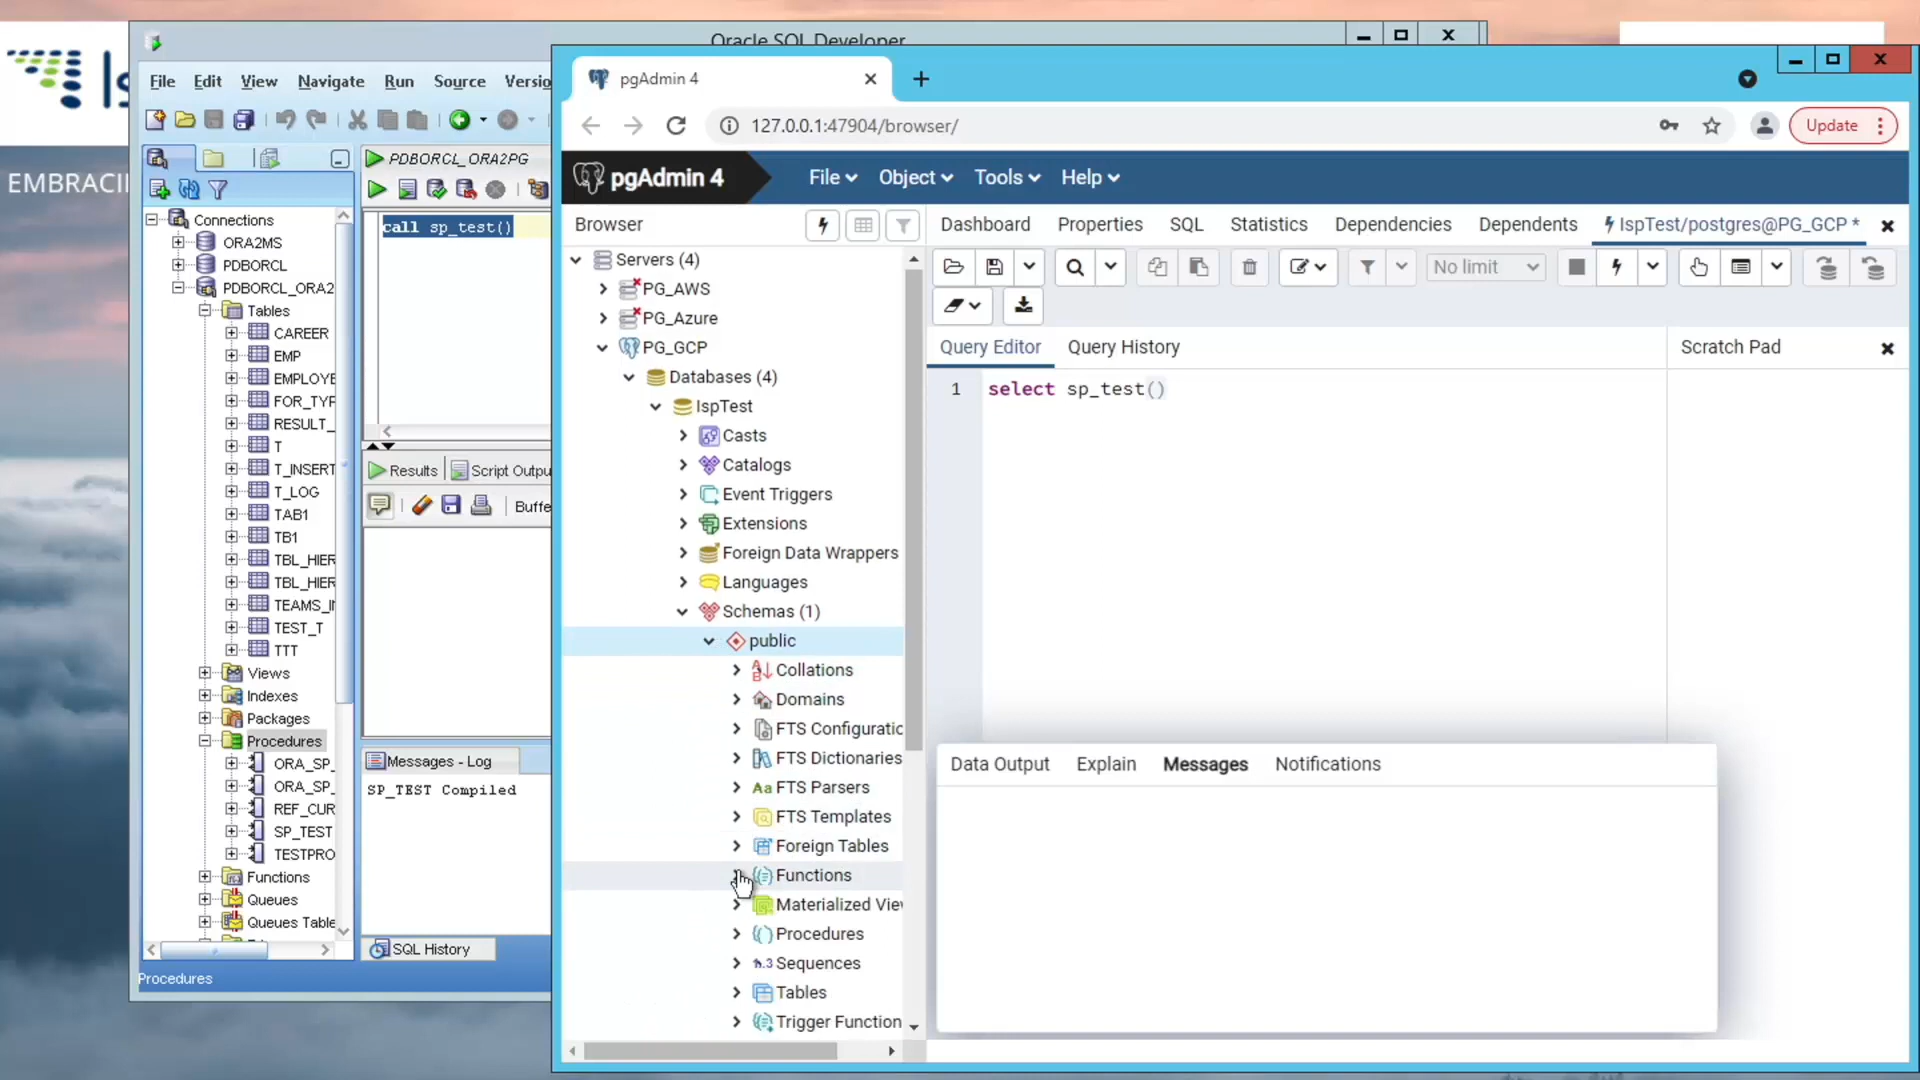 EMBRACI
Oracle SQL Developer
File Edit View Navigate Run Source Versio
Connections
ORA2MS
PDBORCL
PDBORCL_ORA2
Tables
CAREER
EMP
EMPLOYE
FOR_TYP
RESULT_
T
T_INSERT
T_LOG
TAB1
TB1
TBL_HIER
TBL_HIER
TEAMS_I
TEST_T
TTT
Views
Indexes
Packages
Procedures
ORA_SP_
ORA_SP_
REF_CUR
SP_TEST
TESTPRO
Functions
Queues
Queues Table
Procedures
PDBORCL_ORA2PG
call sp_test()
Results Script Outpu
Buffe
Messages - Log
SP_TEST Compiled
SQL History
pgAdmin 4
127.0.0.1:47904/browser/
Update
pgAdmin 4
File Object Tools Help
Browser
Servers (4)
PG_AWS
PG_Azure
PG_GCP
Databases (4)
IspTest
Casts
Catalogs
Event Triggers
Extensions
Foreign Data Wrappers
Languages
Schemas (1)
public
Collations
Domains
FTS Configuratic
FTS Dictionaries
Aa FTS Parsers
FTS Templates
Foreign Tables
Functions
Materialized Viev
Procedures
Sequences
Tables
Trigger Function
Dashboard Properties SQL Statistics Dependencies Dependents IspTest/postgres@PG_GCP *
No limit
Query Editor Query History
Scratch Pad
1 select sp_test()
Data Output Explain Messages Notifications